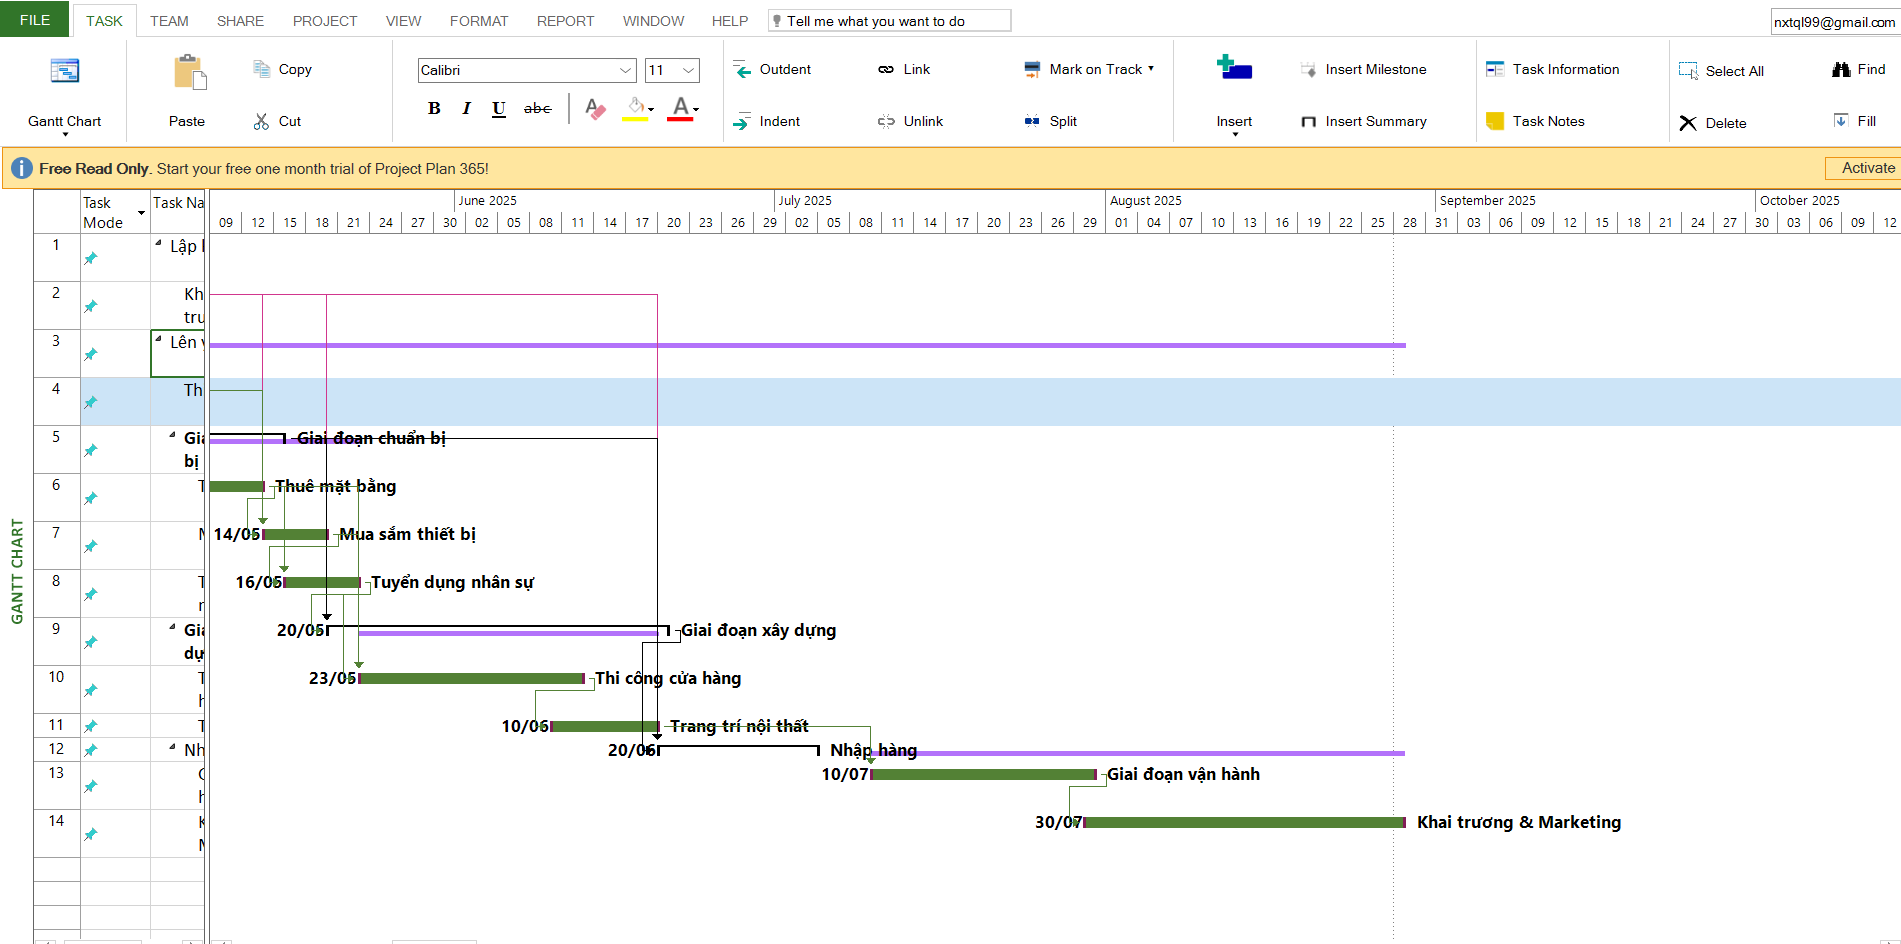 FILE TASK TEAM SHARE PROJECT VIEW FORMAT REPORT WINDOW HELP Tell me what you want to do nxtql99@gmail.com
Copy Calibri 11 Outdent Link Mark on Track Insert Milestone Task Information Select All Find
Gantt Chart Paste Cut B I U abc A A Indent Unlink Split Insert Insert Summary Task Notes Delete Fill
Free Read Only. Start your free one month trial of Project Plan 365! Activate
Task Mode Task Na June 2025 July 2025 August 2025 September 2025 October 2025
09 12 15 18 21 24 27 30 02 05 08 11 14 17 20 23 26 29 02 05 08 11 14 17 20 23 26 29 01 04 07 10 13 16 19 22 25 28 31 03 06 09 12 15 18 21 24 27 30 03 06 09 12
GANTT CHART
1 Lập
2 Kh
tru
3 Lên
4 Th
5 Gia Giai đoạn chuẩn bị
bị
6 T Thuê mặt bằng
7 14/05 Mua sắm thiết bị
8 T 16/05 Tuyển dụng nhân sự
9 Gia 20/05 Giai đoạn xây dựng
dự
10 T 23/05 Thi công cửa hàng
h
11 T 10/06 Trang trí nội thất
12 Nh 20/06 Nhập hàng
13 10/07 Giai đoạn vận hành
h
14 30/07 Khai trương & Marketing